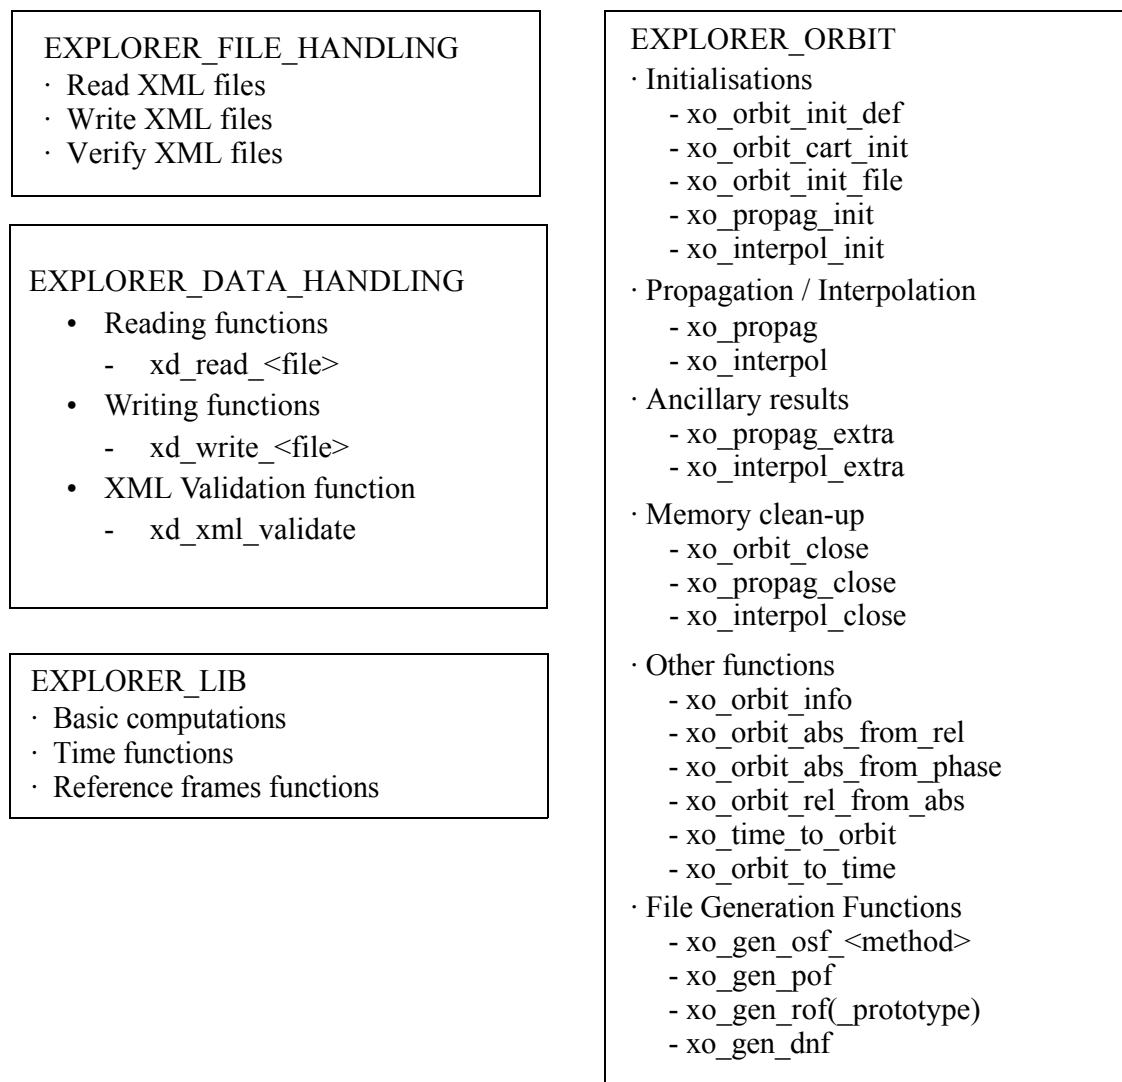 EXPLORER_FILE_HANDLING
· Read XML files
· Write XML files
· Verify XML files
EXPLORER_DATA_HANDLING
• Reading functions
- xd_read_<file>
• Writing functions
- xd_write_<file>
• XML Validation function
- xd_xml_validate
EXPLORER_LIB
· Basic computations
· Time functions
· Reference frames functions
EXPLORER_ORBIT
· Initialisations
- xo_orbit_init_def
- xo_orbit_cart_init
- xo_orbit_init_file
- xo_propag_init
- xo_interpol_init
· Propagation / Interpolation
- xo_propag
- xo_interpol
· Ancillary results
- xo_propag_extra
- xo_interpol_extra
· Memory clean-up
- xo_orbit_close
- xo_propag_close
- xo_interpol_close
· Other functions
- xo_orbit_info
- xo_orbit_abs_from_rel
- xo_orbit_abs_from_phase
- xo_orbit_rel_from_abs
- xo_time_to_orbit
- xo_orbit_to_time
· File Generation Functions
- xo_gen_osf_<method>
- xo_gen_pof
- xo_gen_rof(_prototype)
- xo_gen_dnf